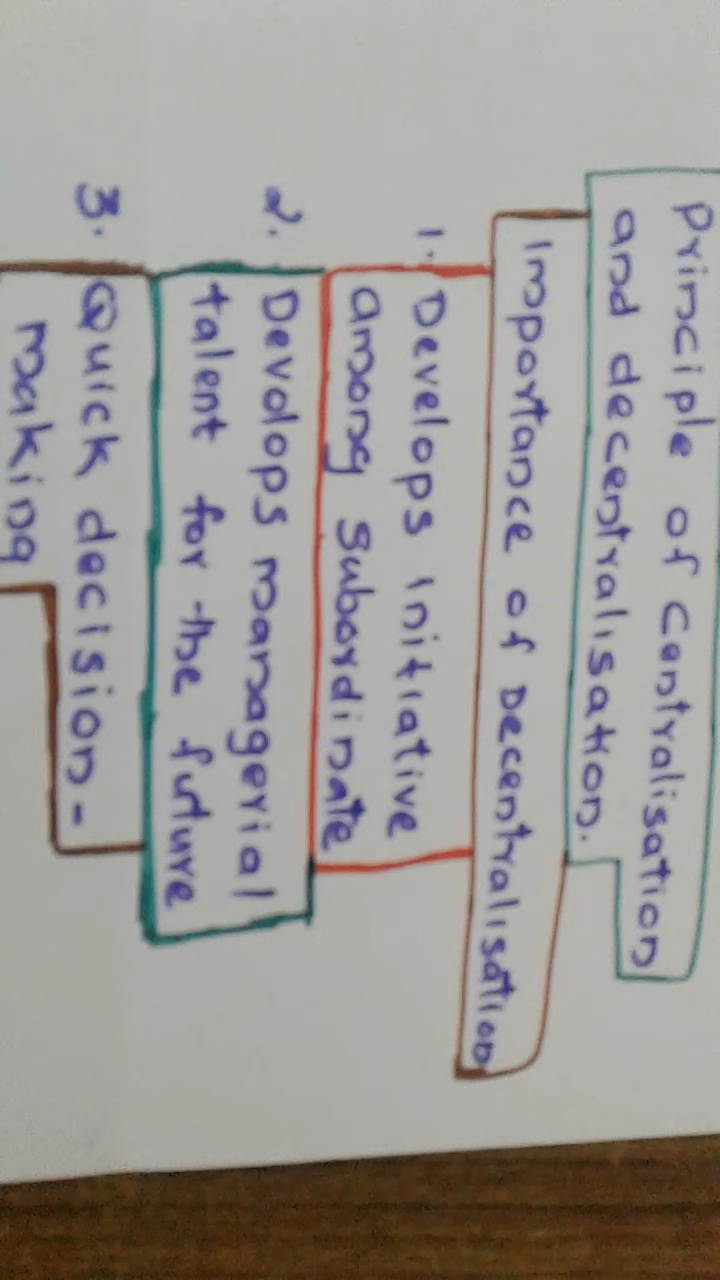 Principle of Centralisation
and decentralisation.
Importance of Decentralisation
1. Develops initiative
among subordinate
2. Devolops managerial
talent for the future
3. Quick decision-
making